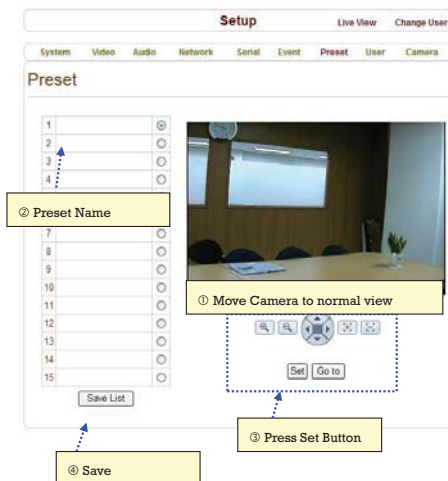 Setup Live View Change User
System Video Audio Network Serial Event Preset User Camera
Preset
1
2
3
4
② Preset Name
7
8
9
10
① Move Camera to normal view
11
12
13
14
15
Set Go to
Save List
③ Press Set Button
④ Save